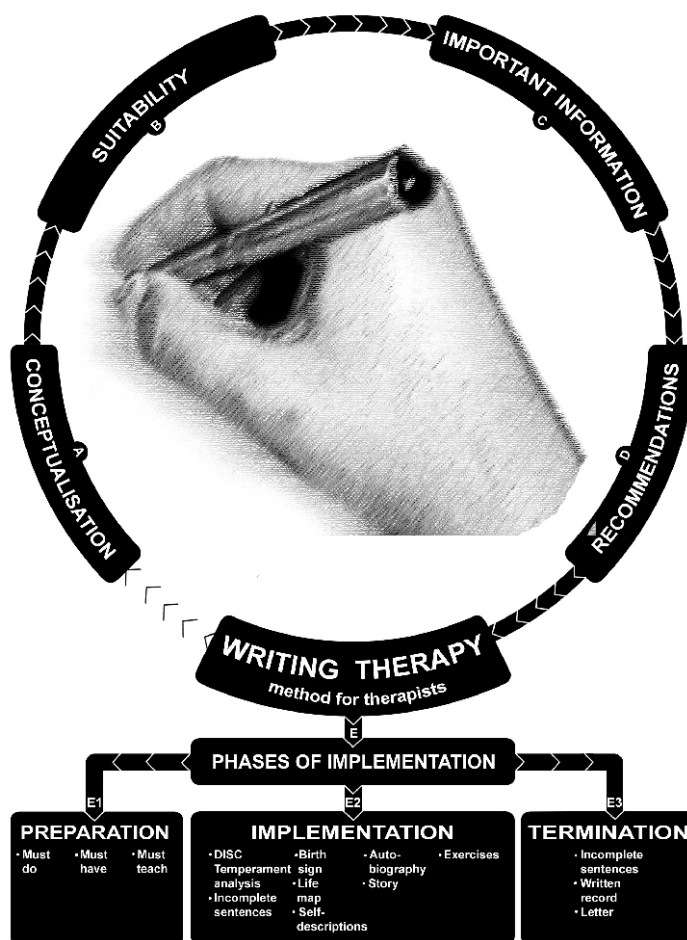 SUITABILITY
B
IMPORTANT INFORMATION
C
CONCEPTUALISATION
A
RECOMMENDATIONS
D
WRITING THERAPY
method for therapists
E
PHASES OF IMPLEMENTATION
E1
PREPARATION
• Must
do
• Must
have
• Must
teach
E2
IMPLEMENTATION
• DISC
Temperament
analysis
• Incomplete
sentences
• Birth
sign
• Life
map
• Self-
descriptions
• Auto-
biography
• Story
• Exercises
E3
TERMINATION
• Incomplete
sentences
• Written
record
• Letter